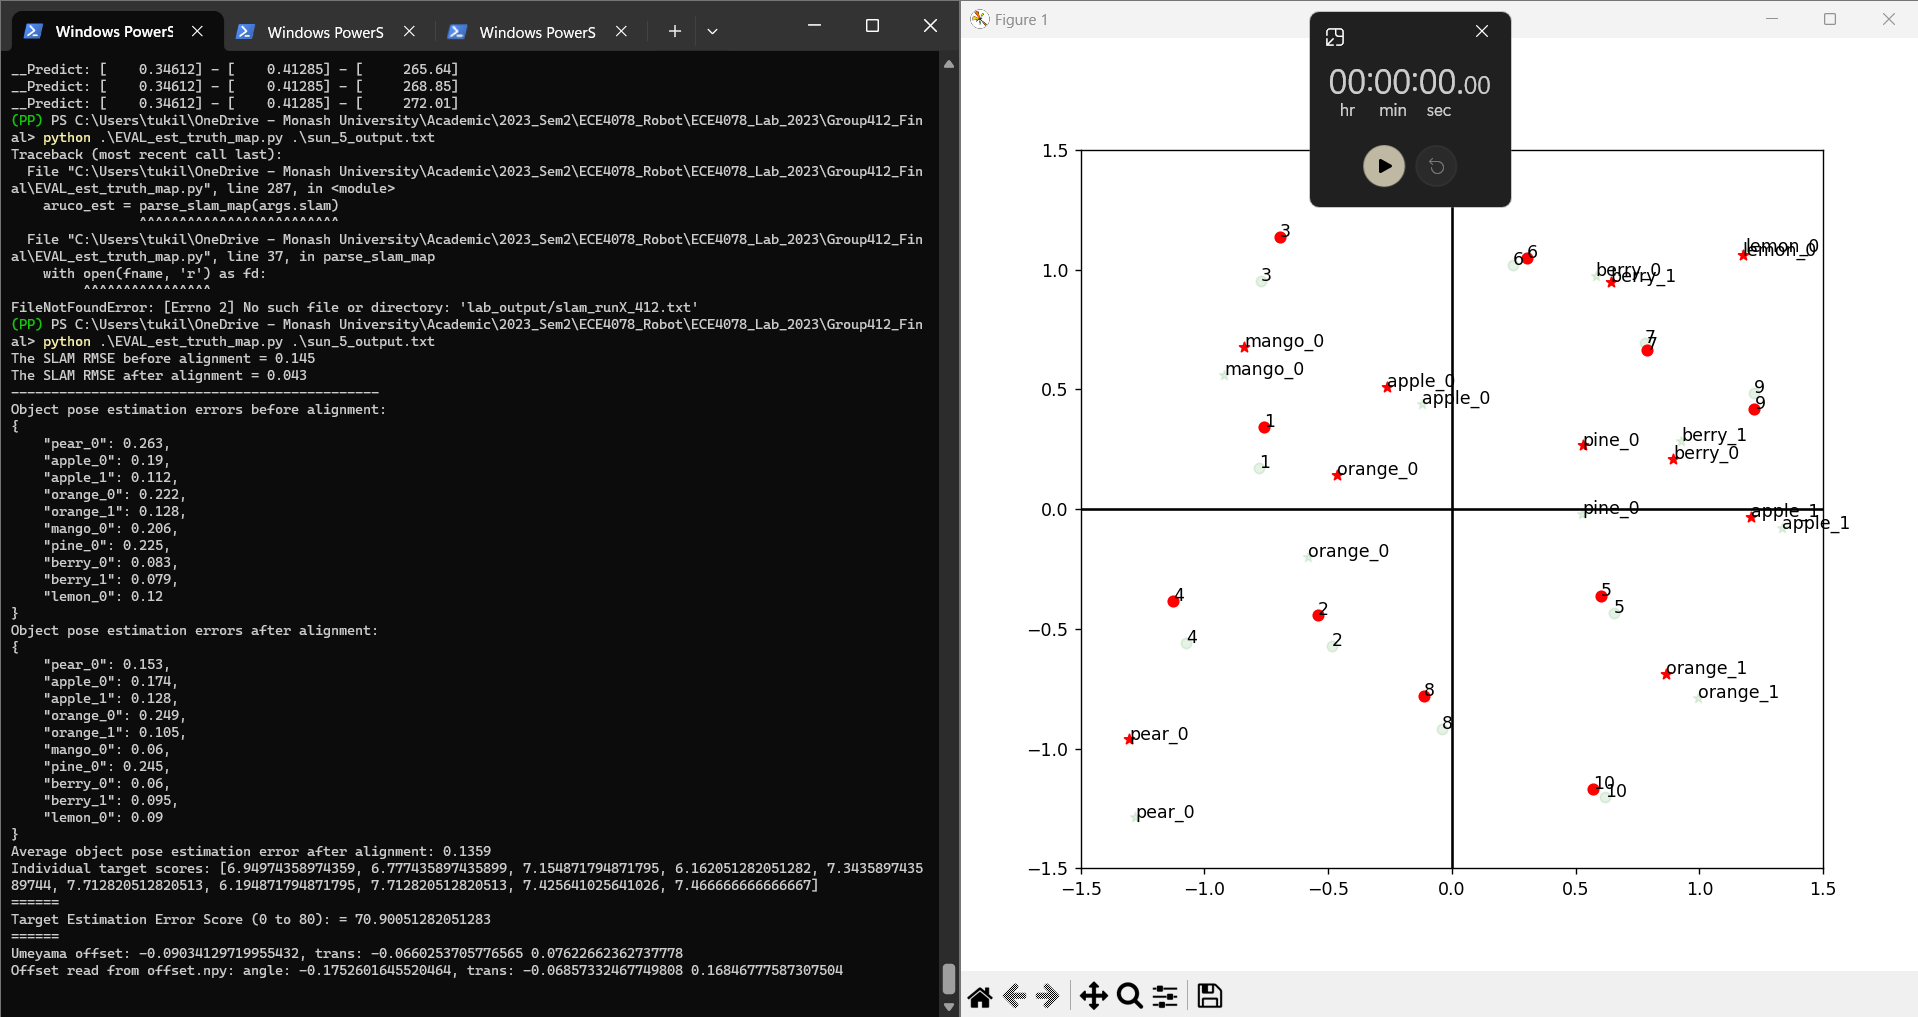 Windows PowerS
Windows PowerS
Windows PowerS
__Predict: [    0.34612] - [    0.41285] - [     265.64]
__Predict: [    0.34612] - [    0.41285] - [     268.85]
__Predict: [    0.34612] - [    0.41285] - [     272.01]
(PP) PS C:\Users\tukil\OneDrive - Monash University\Academic\2023_Sem2\ECE4078_Robot\ECE4078_Lab_2023\Group412_Fin
al> python .\EVAL_est_truth_map.py .\sun_5_output.txt
Traceback (most recent call last):
  File "C:\Users\tukil\OneDrive - Monash University\Academic\2023_Sem2\ECE4078_Robot\ECE4078_Lab_2023\Group412_Fin
al\EVAL_est_truth_map.py", line 287, in <module>
    aruco_est = parse_slam_map(args.slam)
                ^^^^^^^^^^^^^^^^^^^^^^^^^
  File "C:\Users\tukil\OneDrive - Monash University\Academic\2023_Sem2\ECE4078_Robot\ECE4078_Lab_2023\Group412_Fin
al\EVAL_est_truth_map.py", line 37, in parse_slam_map
    with open(fname, 'r') as fd:
         ^^^^^^^^^^^^^^^^
FileNotFoundError: [Errno 2] No such file or directory: 'lab_output/slam_runX_412.txt'
(PP) PS C:\Users\tukil\OneDrive - Monash University\Academic\2023_Sem2\ECE4078_Robot\ECE4078_Lab_2023\Group412_Fin
al> python .\EVAL_est_truth_map.py .\sun_5_output.txt
The SLAM RMSE before alignment = 0.145
The SLAM RMSE after alignment = 0.043
---------------------------------------------
Object pose estimation errors before alignment:
{
    "pear_0": 0.263,
    "apple_0": 0.19,
    "apple_1": 0.112,
    "orange_0": 0.222,
    "orange_1": 0.128,
    "mango_0": 0.206,
    "pine_0": 0.225,
    "berry_0": 0.083,
    "berry_1": 0.079,
    "lemon_0": 0.12
}
Object pose estimation errors after alignment:
{
    "pear_0": 0.153,
    "apple_0": 0.174,
    "apple_1": 0.128,
    "orange_0": 0.249,
    "orange_1": 0.105,
    "mango_0": 0.06,
    "pine_0": 0.245,
    "berry_0": 0.06,
    "berry_1": 0.095,
    "lemon_0": 0.09
}
Average object pose estimation error after alignment: 0.1359
Individual target scores: [6.94974358974359, 6.777435897435899, 7.154871794871795, 6.162051282051282, 7.3435897435
89744, 7.712820512820513, 6.194871794871795, 7.712820512820513, 7.425641025641026, 7.466666666666667]
======
Target Estimation Error Score (0 to 80): = 70.90051282051283
======
Umeyama offset: -0.09034129719955432, trans: -0.0660253705776565 0.07622662362737778
Offset read from offset.npy: angle: -0.1752601645520464, trans: -0.06857332467749808 0.16846777587307504
Figure 1
00:00:00.00
hr min sec
1.5
3
6
6
lemon_0
lemon_0
1.0
3
berry_0
berry_1
7
7
mango_0
mango_0
0.5
apple_0
apple_0
9
9
1
pine_0
berry_1
berry_0
1
orange_0
0.0
pine_0
apple_1
apple_1
orange_0
4
2
5
5
−0.5
4
2
orange_1
orange_1
8
8
pear_0
−1.0
10
10
pear_0
−1.5
−1.5 −1.0 −0.5 0.0 0.5 1.0 1.5